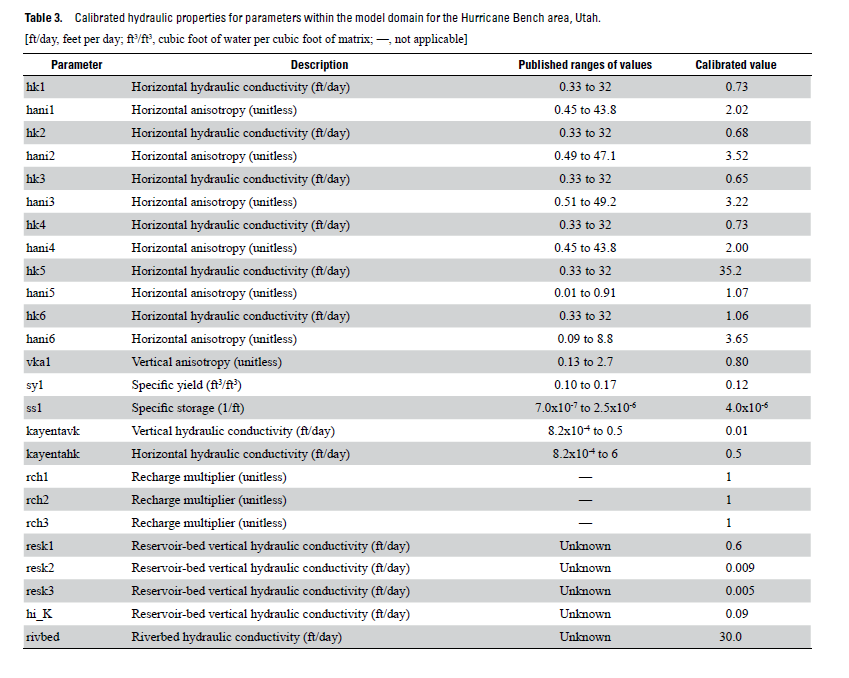 Table 3. Calibrated hydraulic properties for parameters within the model domain for the Hurricane Bench area, Utah.
[ft/day, feet per day; ft³/ft³, cubic foot of water per cubic foot of matrix; —, not applicable]
Parameter Description Published ranges of values Calibrated value
hk1 Horizontal hydraulic conductivity (ft/day) 0.33 to 32 0.73
hani1 Horizontal anisotropy (unitless) 0.45 to 43.8 2.02
hk2 Horizontal hydraulic conductivity (ft/day) 0.33 to 32 0.68
hani2 Horizontal anisotropy (unitless) 0.49 to 47.1 3.52
hk3 Horizontal hydraulic conductivity (ft/day) 0.33 to 32 0.65
hani3 Horizontal anisotropy (unitless) 0.51 to 49.2 3.22
hk4 Horizontal hydraulic conductivity (ft/day) 0.33 to 32 0.73
hani4 Horizontal anisotropy (unitless) 0.45 to 43.8 2.00
hk5 Horizontal hydraulic conductivity (ft/day) 0.33 to 32 35.2
hani5 Horizontal anisotropy (unitless) 0.01 to 0.91 1.07
hk6 Horizontal hydraulic conductivity (ft/day) 0.33 to 32 1.06
hani6 Horizontal anisotropy (unitless) 0.09 to 8.8 3.65
vka1 Vertical anisotropy (unitless) 0.13 to 2.7 0.80
sy1 Specific yield (ft³/ft³) 0.10 to 0.17 0.12
ss1 Specific storage (1/ft) 7.0x10⁻⁷ to 2.5x10⁻⁶ 4.0x10⁻⁶
kayentavk Vertical hydraulic conductivity (ft/day) 8.2x10⁻⁴ to 0.5 0.01
kayentahk Horizontal hydraulic conductivity (ft/day) 8.2x10⁻⁴ to 6 0.5
rch1 Recharge multiplier (unitless) — 1
rch2 Recharge multiplier (unitless) — 1
rch3 Recharge multiplier (unitless) — 1
resk1 Reservoir-bed vertical hydraulic conductivity (ft/day) Unknown 0.6
resk2 Reservoir-bed vertical hydraulic conductivity (ft/day) Unknown 0.009
resk3 Reservoir-bed vertical hydraulic conductivity (ft/day) Unknown 0.005
hi_K Reservoir-bed vertical hydraulic conductivity (ft/day) Unknown 0.09
rivbed Riverbed hydraulic conductivity (ft/day) Unknown 30.0